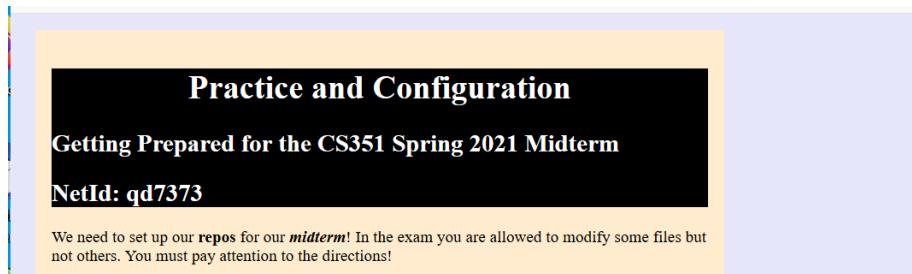 Practice and Configuration
Getting Prepared for the CS351 Spring 2021 Midterm
NetId: qd7373
We need to set up our repos for our midterm! In the exam you are allowed to modify some files but
not others. You must pay attention to the directions!